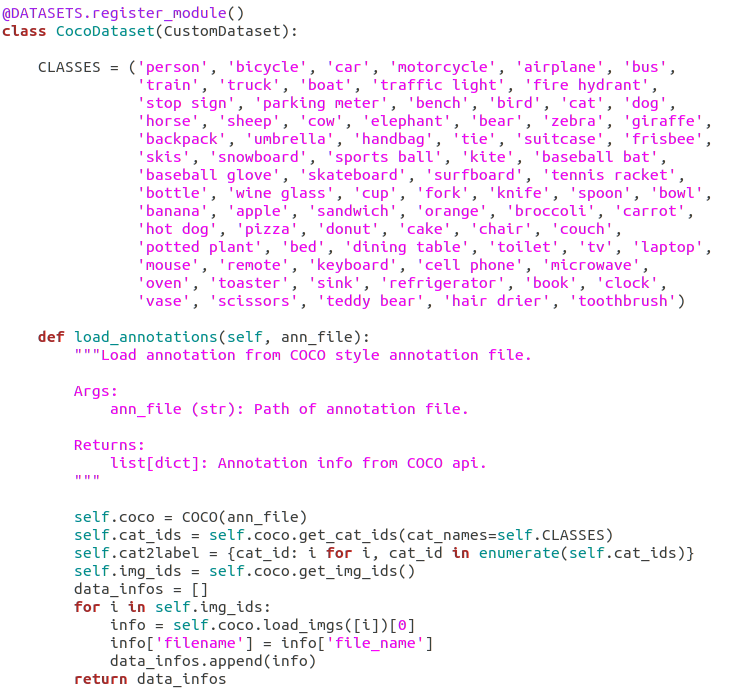 @DATASETS.register_module()
class CocoDataset(CustomDataset):

    CLASSES = ('person', 'bicycle', 'car', 'motorcycle', 'airplane', 'bus',
               'train', 'truck', 'boat', 'traffic light', 'fire hydrant',
               'stop sign', 'parking meter', 'bench', 'bird', 'cat', 'dog',
               'horse', 'sheep', 'cow', 'elephant', 'bear', 'zebra', 'giraffe',
               'backpack', 'umbrella', 'handbag', 'tie', 'suitcase', 'frisbee',
               'skis', 'snowboard', 'sports ball', 'kite', 'baseball bat',
               'baseball glove', 'skateboard', 'surfboard', 'tennis racket',
               'bottle', 'wine glass', 'cup', 'fork', 'knife', 'spoon', 'bowl',
               'banana', 'apple', 'sandwich', 'orange', 'broccoli', 'carrot',
               'hot dog', 'pizza', 'donut', 'cake', 'chair', 'couch',
               'potted plant', 'bed', 'dining table', 'toilet', 'tv', 'laptop',
               'mouse', 'remote', 'keyboard', 'cell phone', 'microwave',
               'oven', 'toaster', 'sink', 'refrigerator', 'book', 'clock',
               'vase', 'scissors', 'teddy bear', 'hair drier', 'toothbrush')

    def load_annotations(self, ann_file):
        """Load annotation from COCO style annotation file.

        Args:
            ann_file (str): Path of annotation file.

        Returns:
            list[dict]: Annotation info from COCO api.
        """

        self.coco = COCO(ann_file)
        self.cat_ids = self.coco.get_cat_ids(cat_names=self.CLASSES)
        self.cat2label = {cat_id: i for i, cat_id in enumerate(self.cat_ids)}
        self.img_ids = self.coco.get_img_ids()
        data_infos = []
        for i in self.img_ids:
            info = self.coco.load_imgs([i])[0]
            info['filename'] = info['file_name']
            data_infos.append(info)
        return data_infos